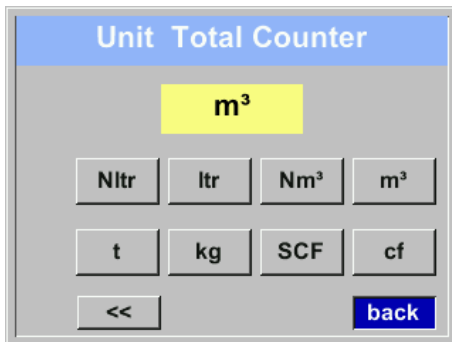 Unit Total Counter
m³
Nltr ltr Nm³ m³
t kg SCF cf
<< back